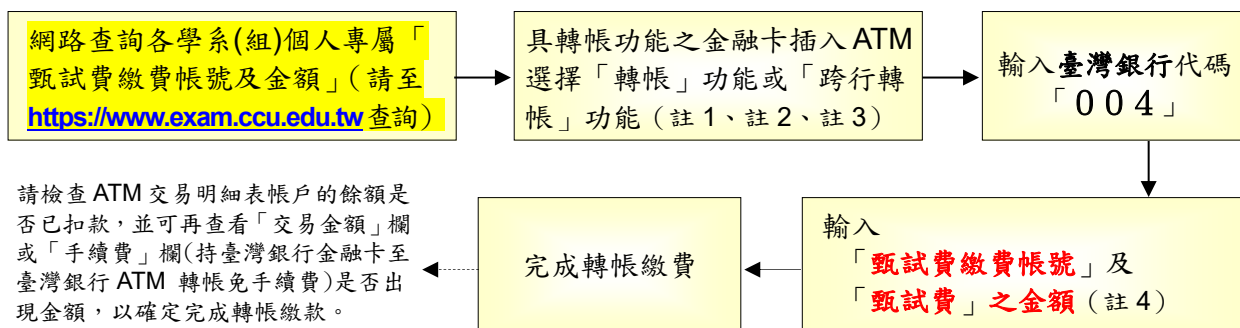 網路查詢各學系(組)個人專屬「
甄試費繳費帳號及金額」(請至
https://www.exam.ccu.edu.tw查詢)
具轉帳功能之金融卡插入ATM
選擇「轉帳」功能或「跨行轉
帳」功能(註1、註2、註3)
輸入臺灣銀行代碼
「004」
輸入
「甄試費繳費帳號」及
「甄試費」之金額(註4)
完成轉帳繳費
請檢查ATM交易明細表帳戶的餘額是
否已扣款,並可再查看「交易金額」欄
或「手續費」欄(持臺灣銀行金融卡至
臺灣銀行ATM 轉帳免手續費)是否出
現金額,以確定完成轉帳繳款。